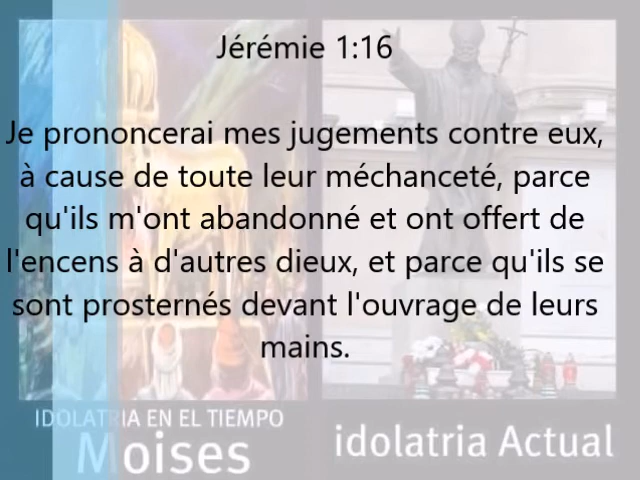 Jérémie 1:16
Je prononcerai mes jugements contre eux,
à cause de toute leur méchanceté, parce
qu'ils m'ont abandonné et ont offert de
l'encens à d'autres dieux, et parce qu'ils se
sont prosternés devant l'ouvrage de leurs
mains.
IDOLATRIA EN EL TIEMPO
Moises
idolatria Actual